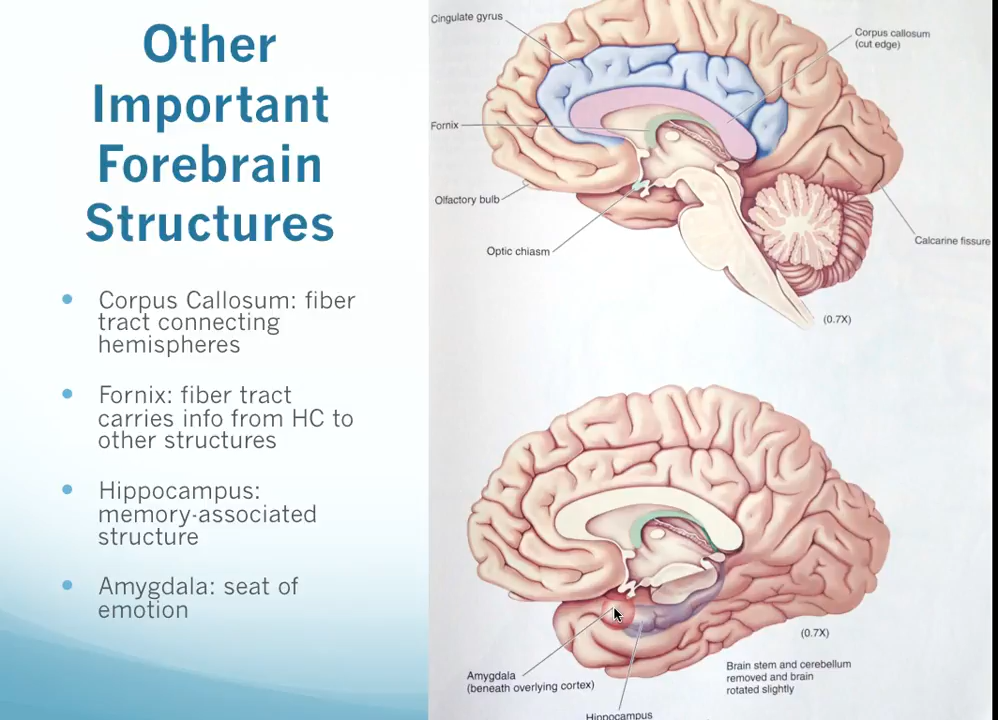 Other
Important
Forebrain
Structures
Corpus Callosum: fiber
tract connecting
hemispheres
Fornix: fiber tract
carries info from HC to
other structures
Hippocampus:
memory-associated
structure
Amygdala: seat of
emotion
Cingulate gyrus
Corpus callosum
(cut edge)
Fornix
Olfactory bulb
Optic chiasm
Calcarine fissure
(0.7X)
(0.7X)
Amygdala
(beneath overlying cortex)
Brain stem and cerebellum
removed and brain
rotated slightly
Hippocampus